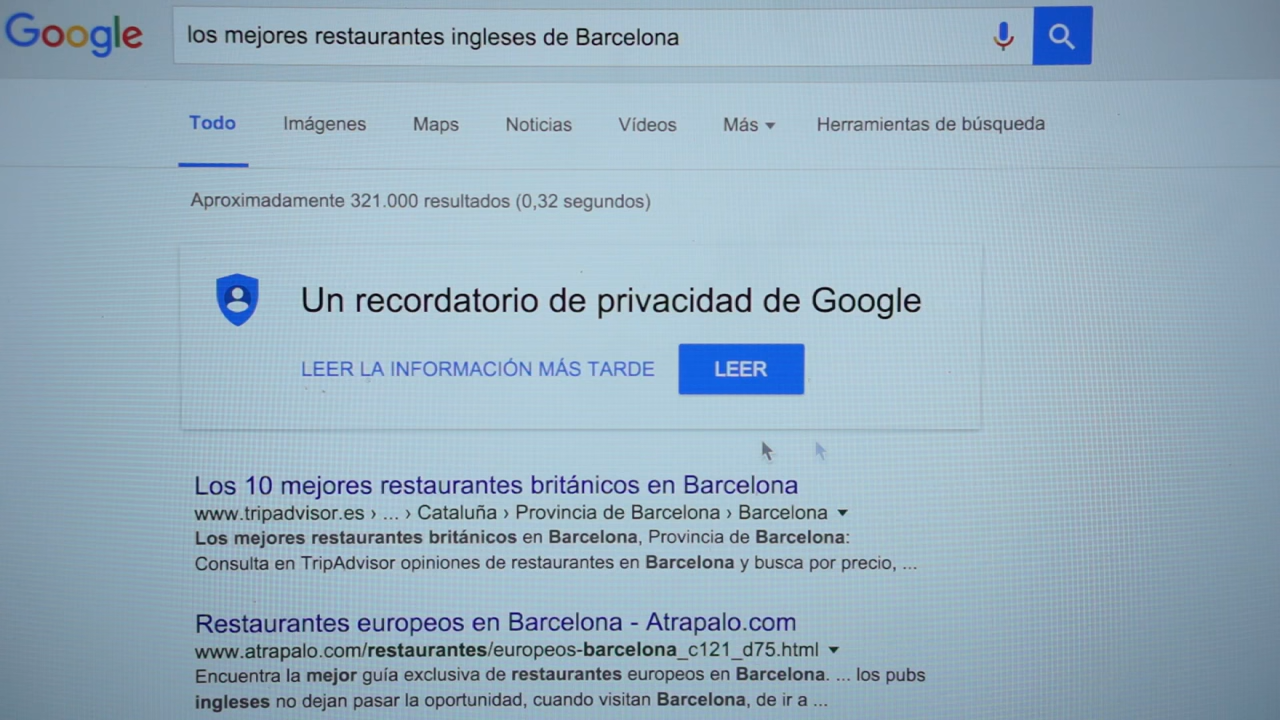 Google
los mejores restaurantes ingleses de Barcelona
Todo Imágenes Maps Noticias Vídeos Más Herramientas de búsqueda
Aproximadamente 321.000 resultados (0,32 segundos)
Un recordatorio de privacidad de Google
LEER LA INFORMACIÓN MÁS TARDE LEER
Los 10 mejores restaurantes británicos en Barcelona
www.tripadvisor.es › ... › Cataluña › Provincia de Barcelona › Barcelona
Los mejores restaurantes británicos en Barcelona, Provincia de Barcelona:
Consulta en TripAdvisor opiniones de restaurantes en Barcelona y busca por precio, ...
Restaurantes europeos en Barcelona - Atrapalo.com
www.atrapalo.com/restaurantes/europeos-barcelona_c121_d75.html
Encuentra la mejor guía exclusiva de restaurantes europeos en Barcelona. ... los pubs
ingleses no dejan pasar la oportunidad, cuando visitan Barcelona, de ir a ...